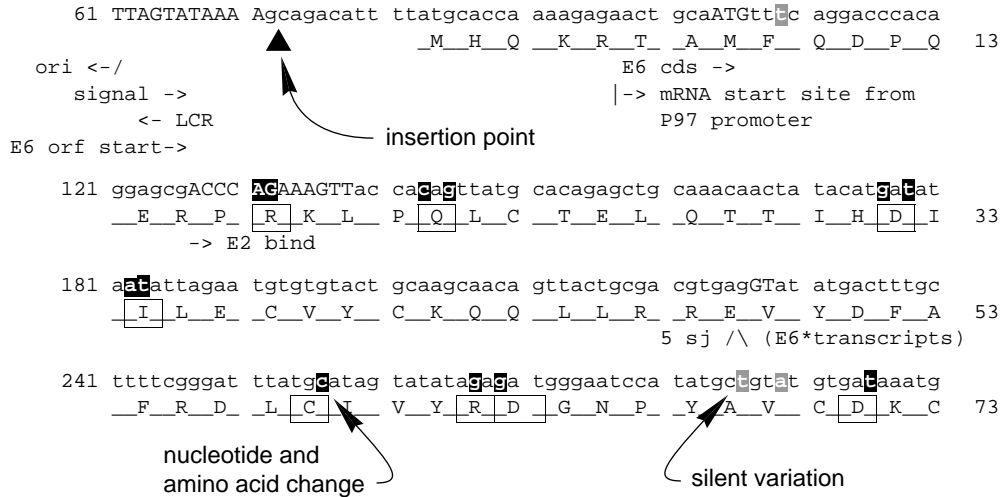 61 TTAGTATAAA Agcagacatt ttatgcacca aaagagaact gcaATGtttc aggacccaca
_M__H__Q __K__R__T_ _A__M__F__ Q__D__P__Q 13
ori <-/ E6 cds ->
signal -> |-> mRNA start site from
<- LCR P97 promoter
insertion point
E6 orf start->
121 ggagcgACCC AGAAAGTTac cacagttatg cacagagctg caaacaacta tacatgatat
__E__R__P_ _R__K__L__ P__Q__L__C __T__E__L_ _Q__T__T__ I__H__D__I 33
-> E2 bind
181 aatattagaa tgtgtgtact gcaagcaaca gttactgcga cgtgagGTat atgactttgc
__I__L__E_ _C__V__Y__ C__K__Q__Q __L__L__R_ _R__E__V__ Y__D__F__A 53
5 sj /\ (E6*transcripts)
241 ttttcgggat ttatgcatag tatatagaga tgggaatcca tatgctgtat gtgataaatg
__F__R__D_ _L__C__I__ V__Y__R__D __G__N__P_ _Y__A__V__ C__D__K__C 73
nucleotide and
amino acid change
silent variation